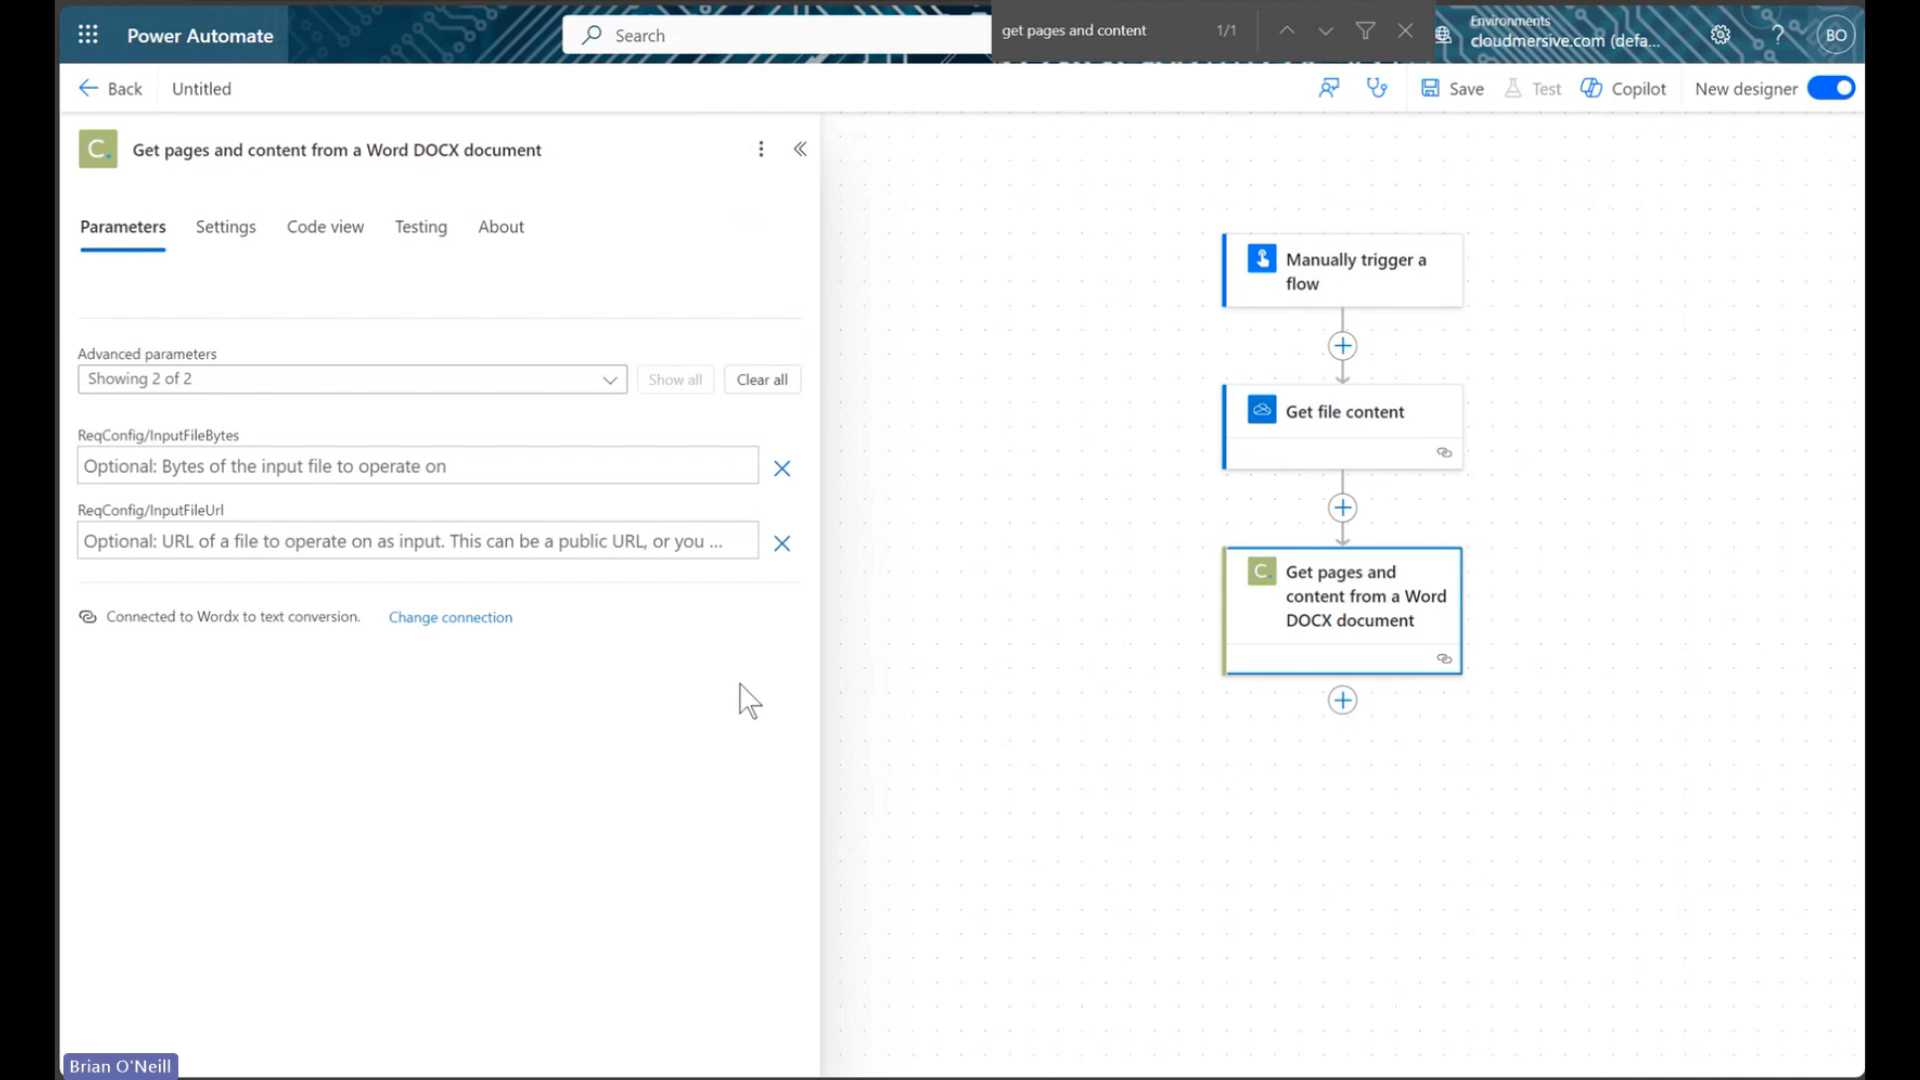 Power Automate
Search
get pages and content
1/1
Environments
cloudmersive.com (defa...
?
BO
Back
Untitled
Save
Test
Copilot
New designer
C.
Get pages and content from a Word DOCX document
Parameters
Settings
Code view
Testing
About
Advanced parameters
Showing 2 of 2
Show all
Clear all
ReqConfig/InputFileBytes
Optional: Bytes of the input file to operate on
ReqConfig/InputFileUrl
Optional: URL of a file to operate on as input. This can be a public URL, or you ...
Connected to Wordx to text conversion.
Change connection
Manually trigger a
flow
Get file content
C.
Get pages and
content from a Word
DOCX document
Brian O'Neill